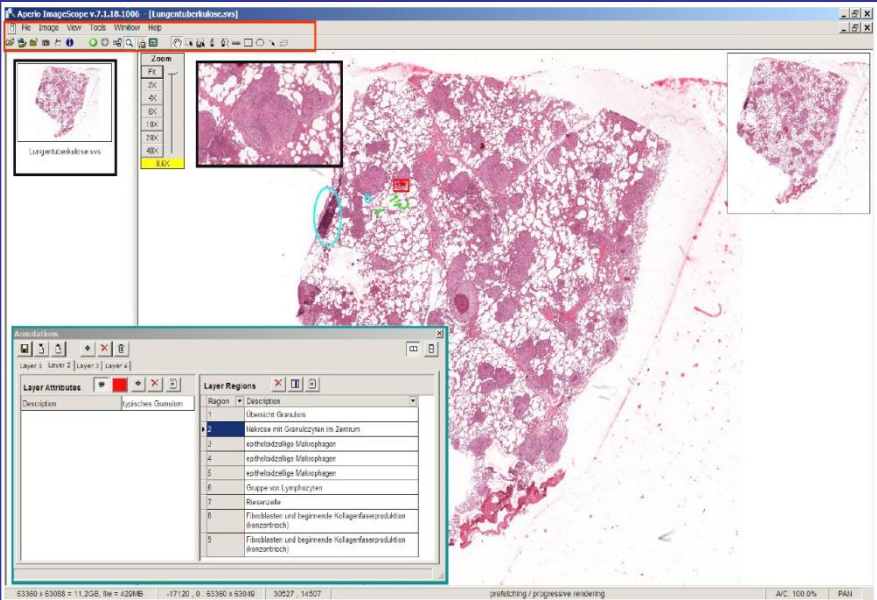 Aperio ImageScope v.7.1.18.1006 - [Lungentuberkulose.svs]
File Image View Tools Window Help
Zoom
Fit
2X
4X
8X
10X
20X
40X
0,6X
Lungentuberkulose.svs
Annotations
Layer 1 Layer 2 Layer 3 Layer 4
Layer Attributes
Description typisches Granulom
Layer Regions
Region Description
1 Übersicht Granulom
2 Nekrose mit Granulozyten im Zentrum
3 epitheloidzellige Makrophagen
4 epitheloidzellige Makrophagen
5 epitheloidzellige Makrophagen
6 Gruppe von Lymphozyten
7 Riesenzelle
8 Fibroblasten und beginnende Kollagenfaserproduktion
(konzentrisch)
9 Fibroblasten und beginnende Kollagenfaserproduktion
(konzentrisch)
63360 x 63088 = 11,2GB, file = 429MB -17120 , 0 : 63360 x 63049 30527 , 14507 prefetching / progressive rendering A/C: 100,0% PAN